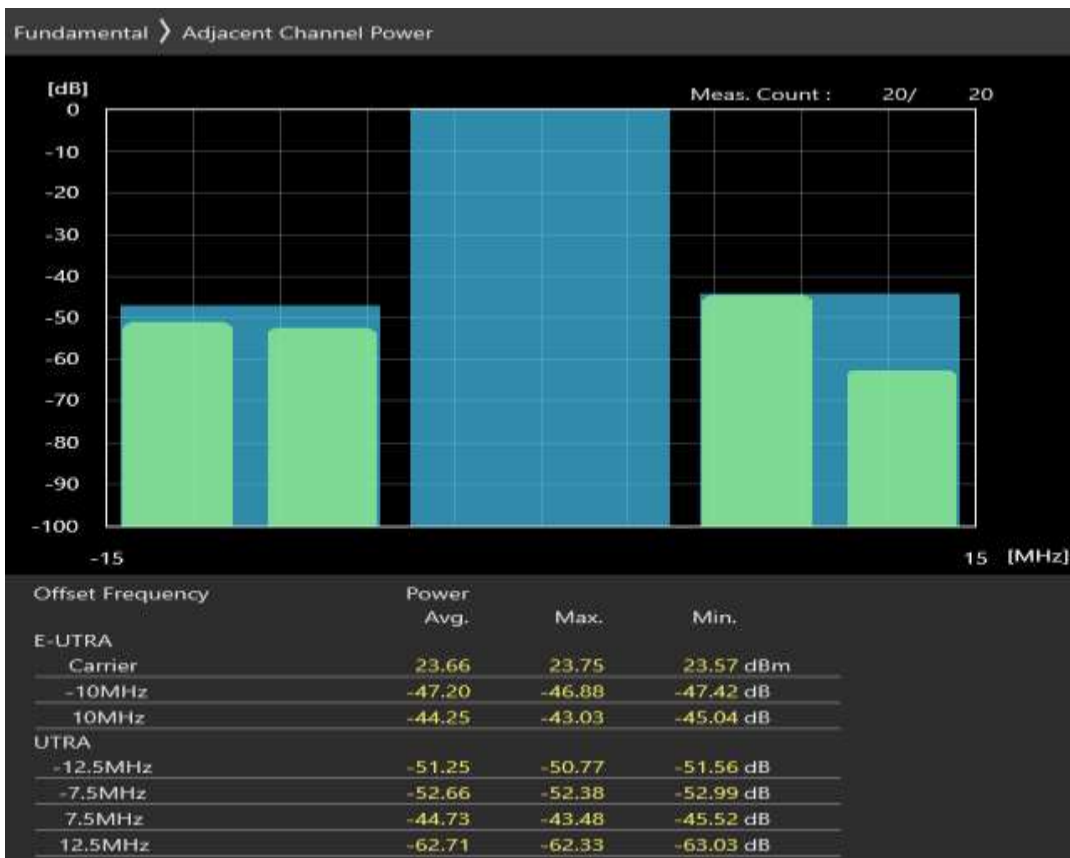 Fundamental ❯ Adjacent Channel Power
[dB]
Meas. Count : 20/ 20
0
-10
-20
-30
-40
-50
-60
-70
-80
-90
-100
-15 15 [MHz]
Offset Frequency Power
Avg. Max. Min.
E-UTRA
Carrier 23.66 23.75 23.57 dBm
-10MHz -47.20 -46.88 -47.42 dB
10MHz -44.25 -43.03 -45.04 dB
UTRA
-12.5MHz -51.25 -50.77 -51.56 dB
-7.5MHz -52.66 -52.38 -52.99 dB
7.5MHz -44.73 -43.48 -45.52 dB
12.5MHz -62.71 -62.33 -63.03 dB